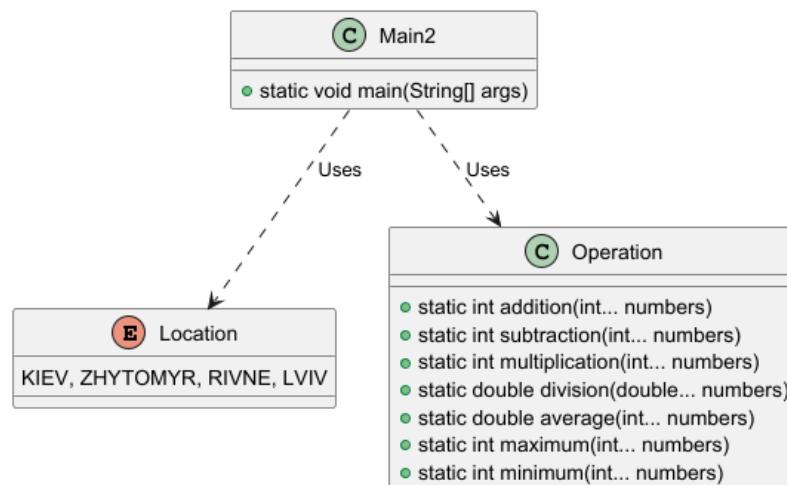 C Main2
static void main(String[] args)
Uses
Uses
C Operation
static int addition(int... numbers)
static int subtraction(int... numbers)
static int multiplication(int... numbers)
static double division(double... numbers)
static double average(int... numbers)
static int maximum(int... numbers)
static int minimum(int... numbers)
E Location
KIEV, ZHYTOMYR, RIVNE, LVIV